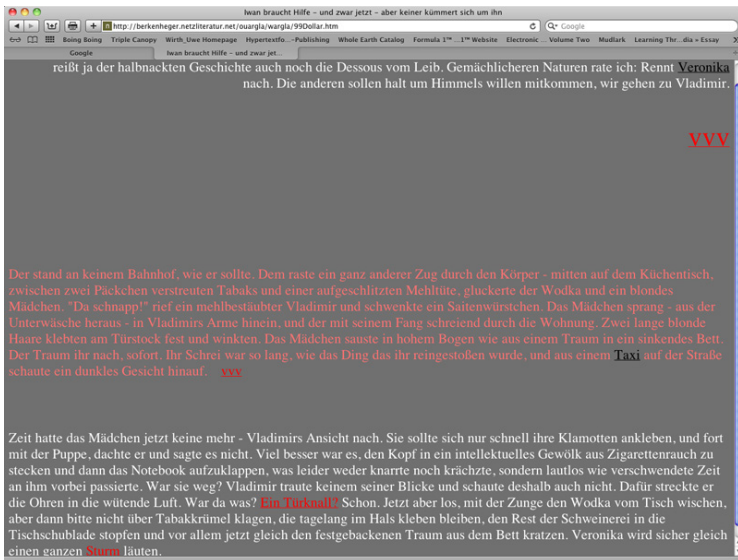 Iwan braucht Hilfe – und zwar jetzt – aber keiner kümmert sich um ihn
http://berkenheger.netzliteratur.net/ouargla/wargla/99Dollar.htm
Google
Boing Boing Triple Canopy Wirth_Uwe Homepage Hypertextfo...-Publishing Whole Earth Catalog Formula 1™ ...1™ Website Electronic ... Volume Two Mudlark Learning Thr...dia » Essay
Google Iwan braucht Hilfe – und zwar jet...
reißt ja der halbnackten Geschichte auch noch die Dessous vom Leib. Gemächlicheren Naturen rate ich: Rennt Veronika
nach. Die anderen sollen halt um Himmels willen mitkommen, wir gehen zu Vladimir.
VVV
Der stand an keinem Bahnhof, wie er sollte. Dem raste ein ganz anderer Zug durch den Körper - mitten auf dem Küchentisch,
zwischen zwei Päckchen verstreuten Tabaks und einer aufgeschlitzten Mehltüte, gluckerte der Wodka und ein blondes
Mädchen. "Da schnapp!" rief ein mehlbestäubter Vladimir und schwenkte ein Saitenwürstchen. Das Mädchen sprang - aus der
Unterwäsche heraus - in Vladimirs Arme hinein, und der mit seinem Fang schreiend durch die Wohnung. Zwei lange blonde
Haare klebten am Türstock fest und winkten. Das Mädchen sauste in hohem Bogen wie aus einem Traum in ein sinkendes Bett.
Der Traum ihr nach, sofort. Ihr Schrei war so lang, wie das Ding das ihr reingestoßen wurde, und aus einem Taxi auf der Straße
schaute ein dunkles Gesicht hinauf. vvv
Zeit hatte das Mädchen jetzt keine mehr - Vladimirs Ansicht nach. Sie sollte sich nur schnell ihre Klamotten ankleben, und fort
mit der Puppe, dachte er und sagte es nicht. Viel besser war es, den Kopf in ein intellektuelles Gewölk aus Zigarettenrauch zu
stecken und dann das Notebook aufzuklappen, was leider weder knarrte noch krächzte, sondern lautlos wie verschwendete Zeit
an ihm vorbei passierte. War sie weg? Vladimir traute keinem seiner Blicke und schaute deshalb auch nicht. Dafür streckte er
die Ohren in die wütende Luft. War da was? Ein Türknall? Schon. Jetzt aber los, mit der Zunge den Wodka vom Tisch wischen,
aber dann bitte nicht über Tabakkrümel klagen, die tagelang im Hals kleben bleiben, den Rest der Schweinerei in die
Tischschublade stopfen und vor allem jetzt gleich den festgebackenen Traum aus dem Bett kratzen. Veronika wird sicher gleich
einen ganzen Sturm läuten.